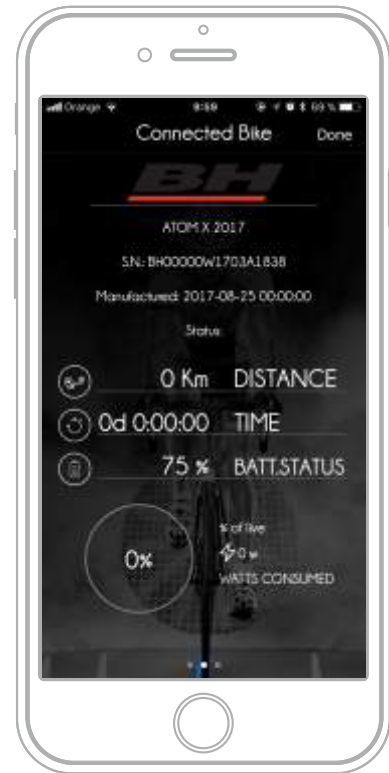 Orange 8:59 69 %
Connected Bike Done
BH
ATOM X 2017
S.N.: BH00000W1703A1838
Manufactured: 2017-08-25 00:00:00
Status:
0 Km DISTANCE
0d 0:00:00 TIME
75 % BATT.STATUS
% of live
0% 0 w
WATTS CONSUMED